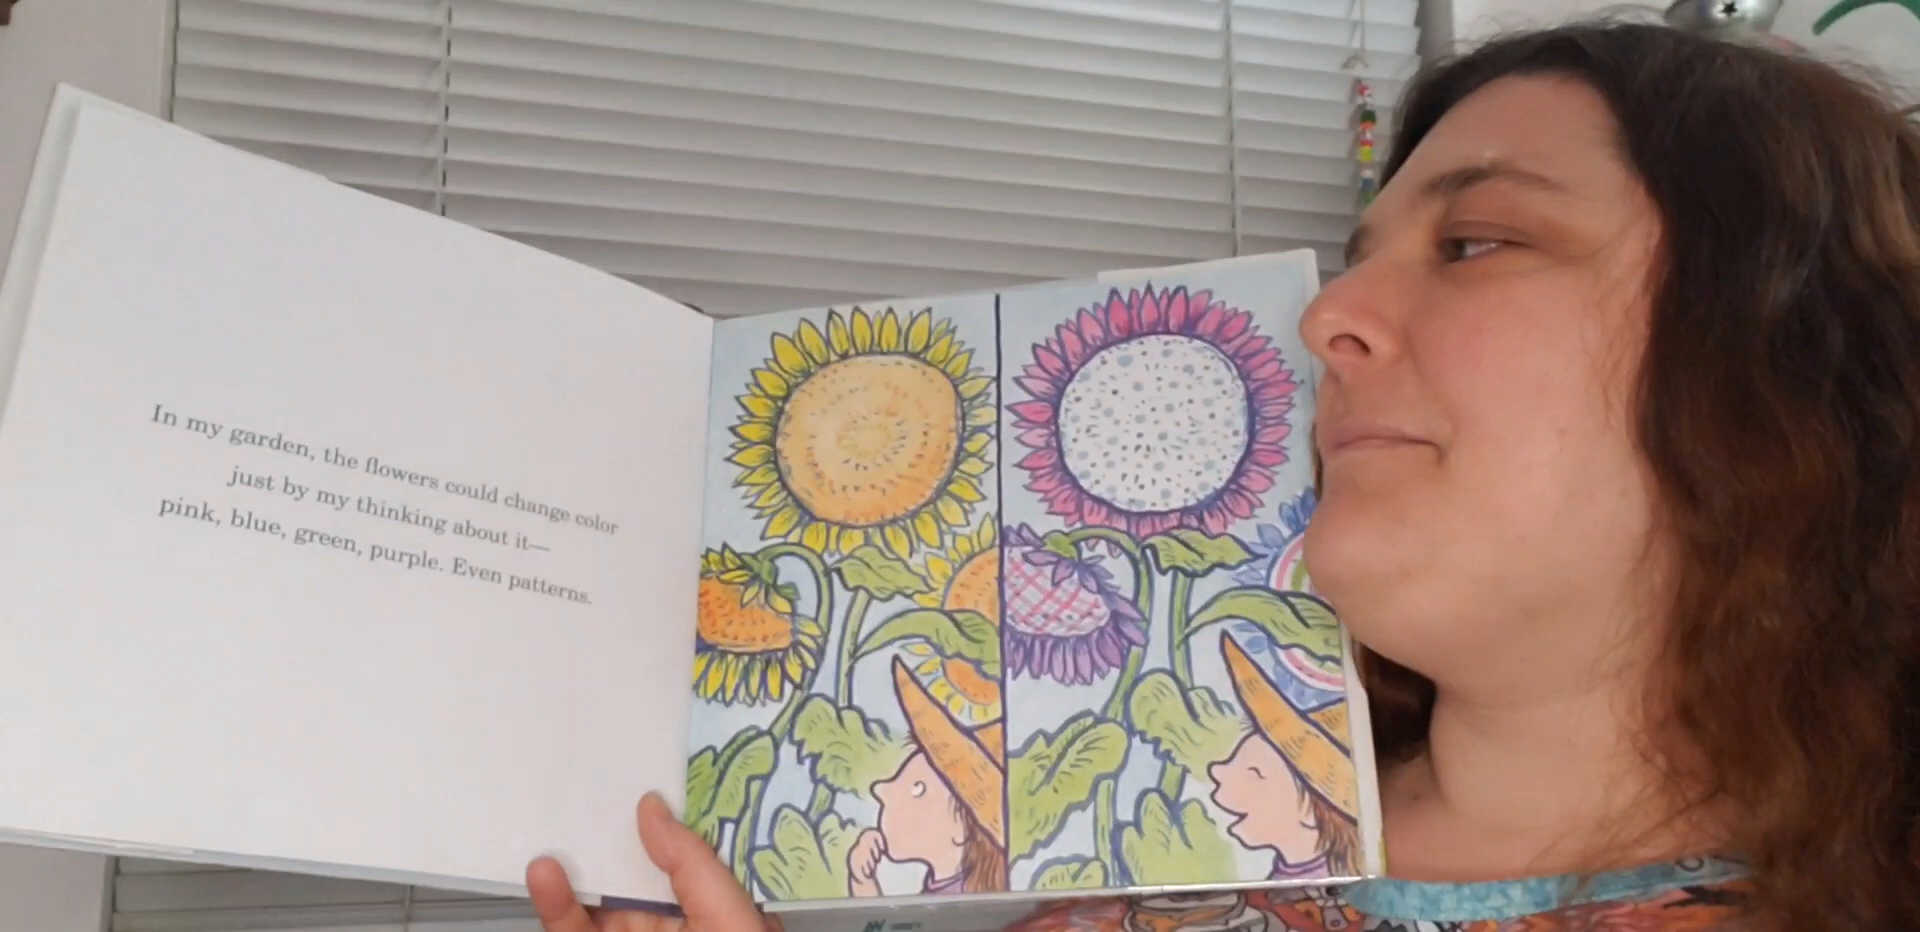 In my garden, the flowers could change color
just by my thinking about it—
pink, blue, green, purple. Even patterns.